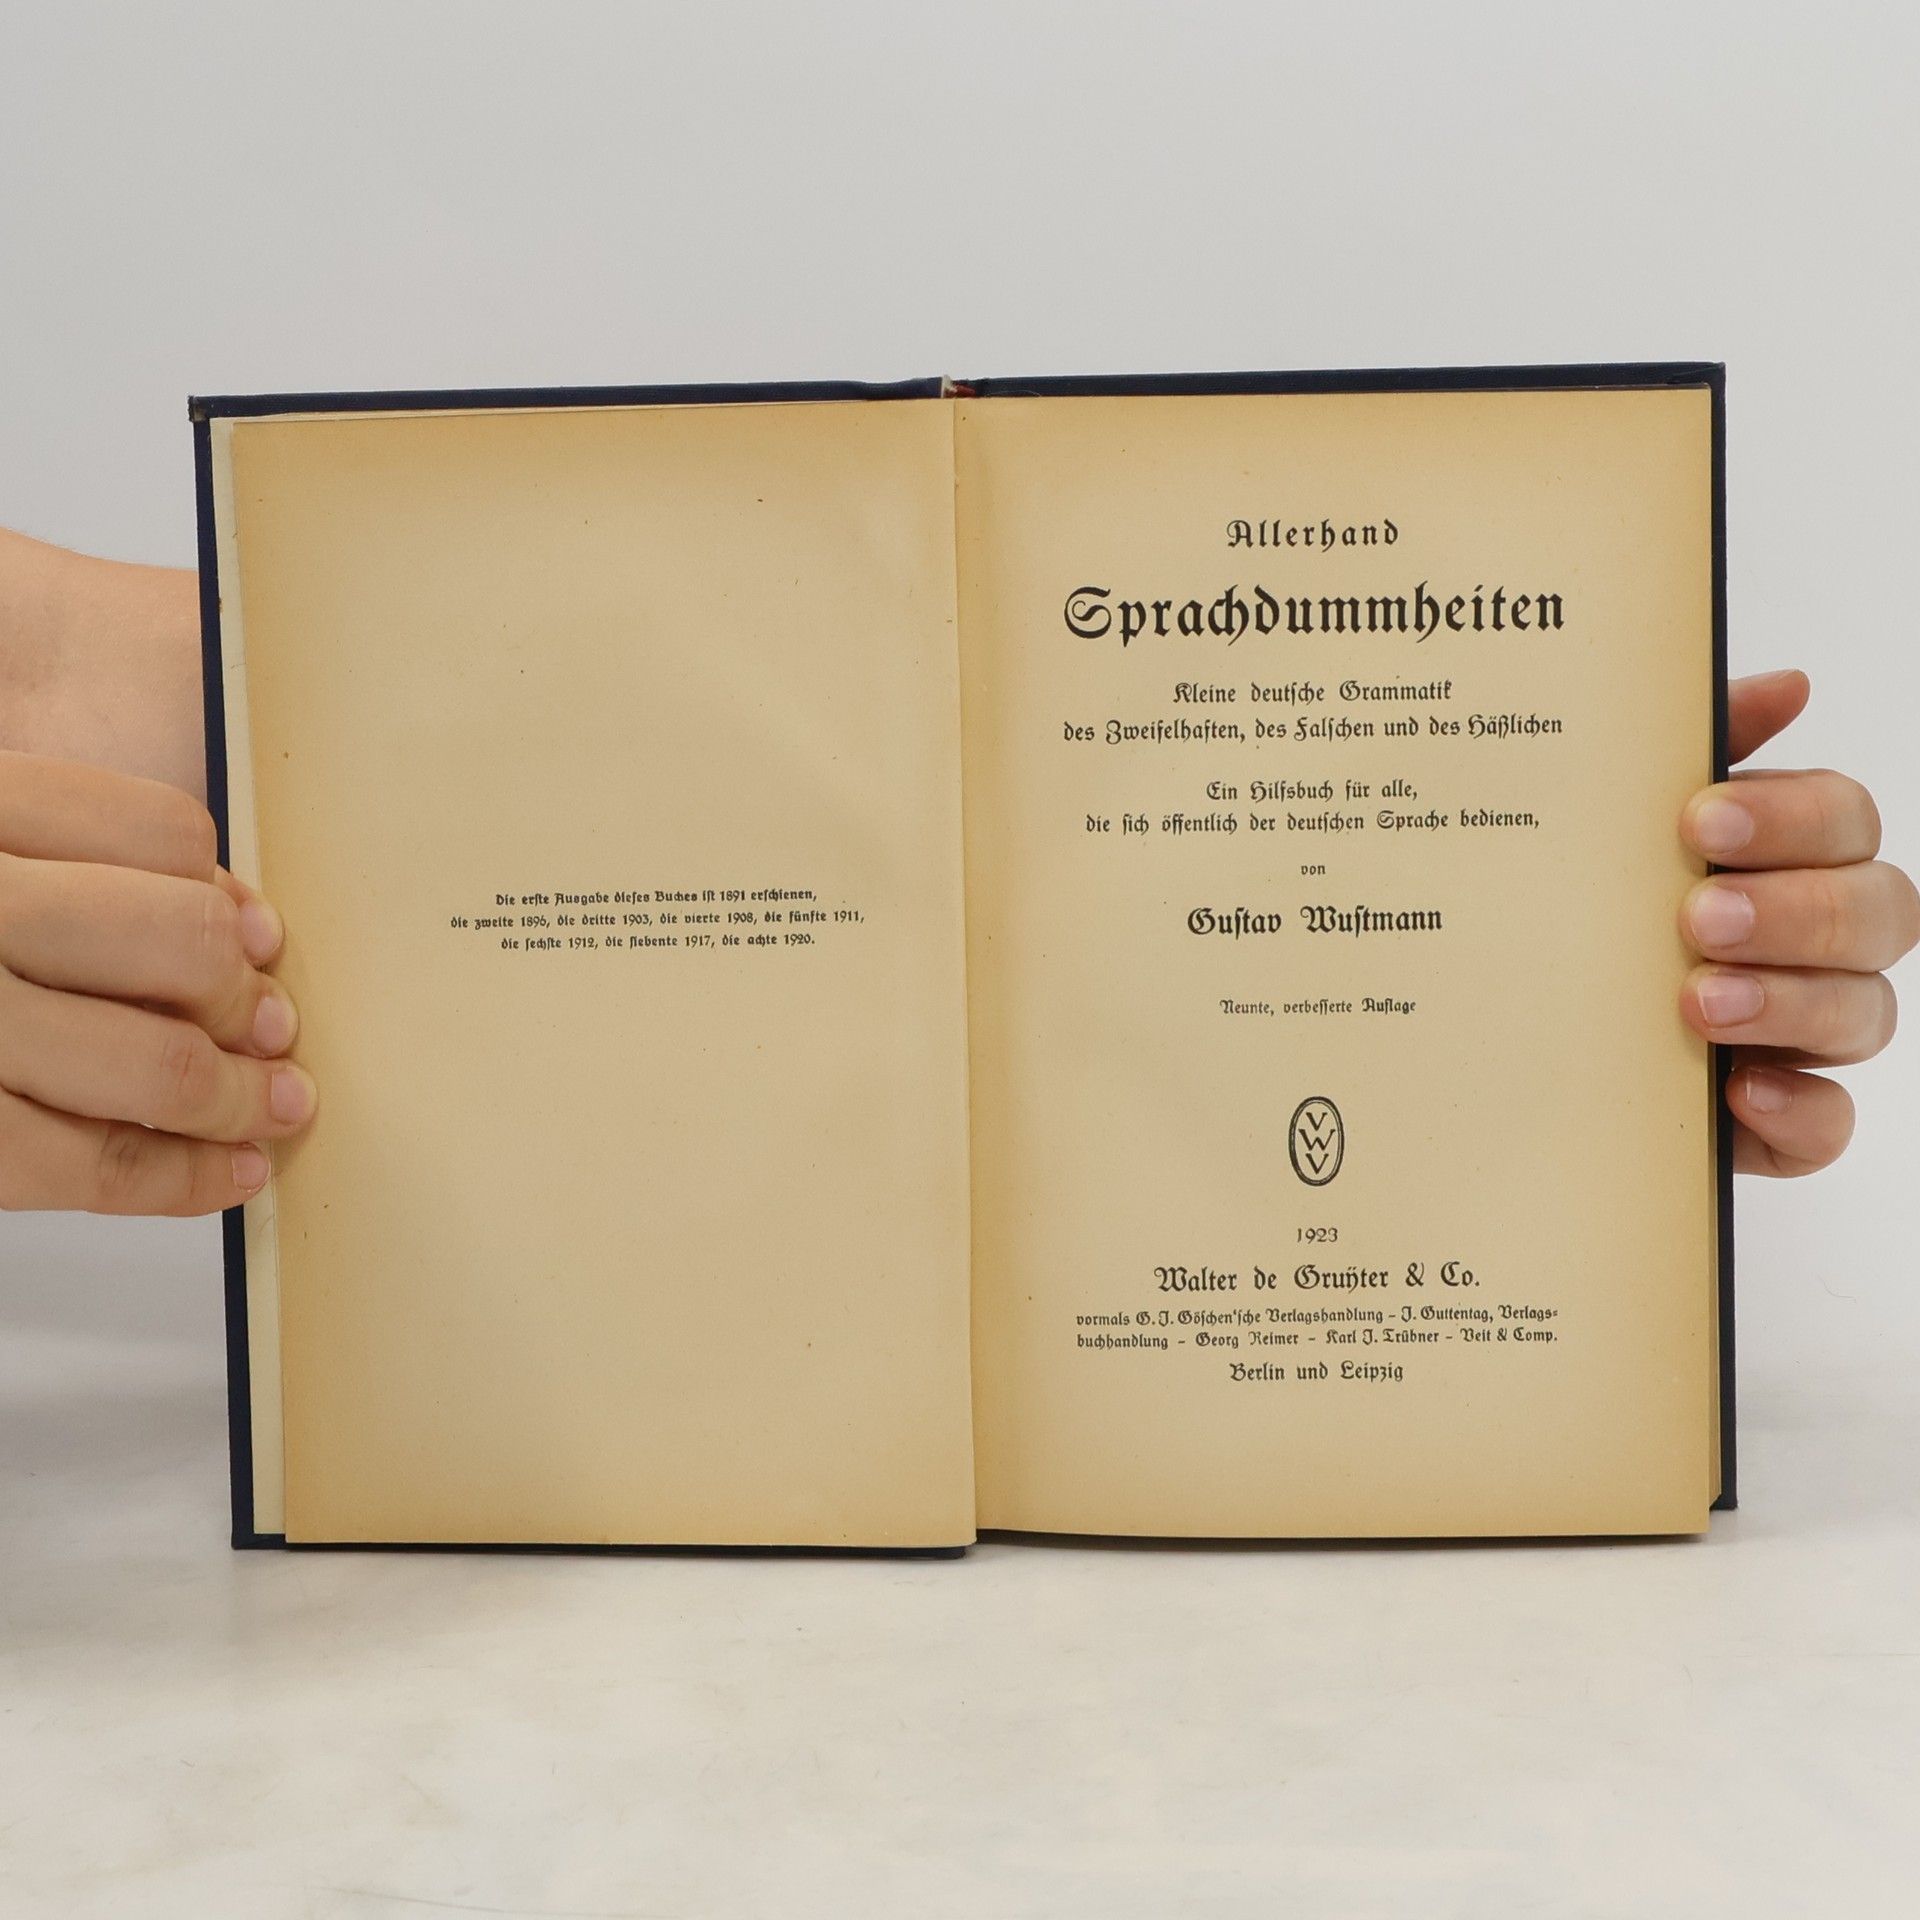 Die erſte Ausgabe dieſes Buches iſt 1891 erſchienen,
die zweite 1896, die dritte 1903, die vierte 1908, die fünfte 1911,
die ſechſte 1912, die ſiebente 1917, die achte 1920.
Allerhand
Sprachdummheiten
Kleine deutſche Grammatik
des Zweifelhaften, des Falſchen und des Häßlichen
Ein Hilfsbuch für alle,
die ſich öffentlich der deutſchen Sprache bedienen,
von
Guſtav Wuſtmann
Neunte, verbeſſerte Auflage
V
W
V
1923
Walter de Gruÿter & Co.
vormals G. J. Göſchen'ſche Verlagshandlung – J. Guttentag, Verlags-
buchhandlung – Georg Reimer – Karl J. Trübner – Veit & Comp.
Berlin und Leipzig